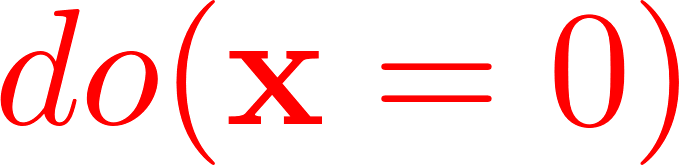 do(x = 0)